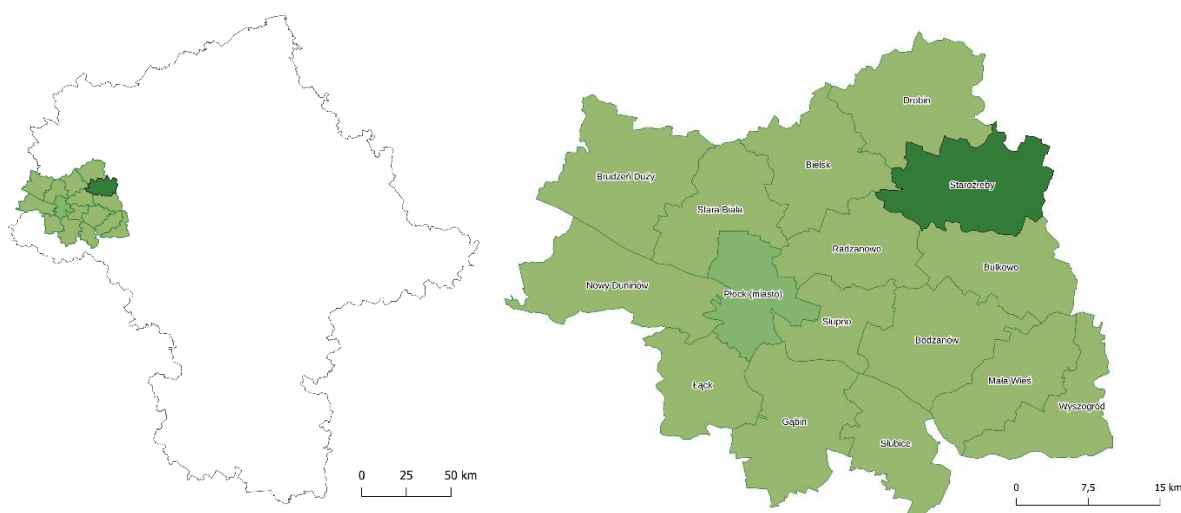 Drobin
Bielsk
Brudzeń Duży
Staroźreby
Stara Biała
Radzanowo
Bulkowo
Nowy Duninów
Płock (miasto)
Słupno
Bodzanów
Łąck
Mała Wieś
Wyszogród
Gąbin
Słubice
0 25 50 km
0 7,5 15 km